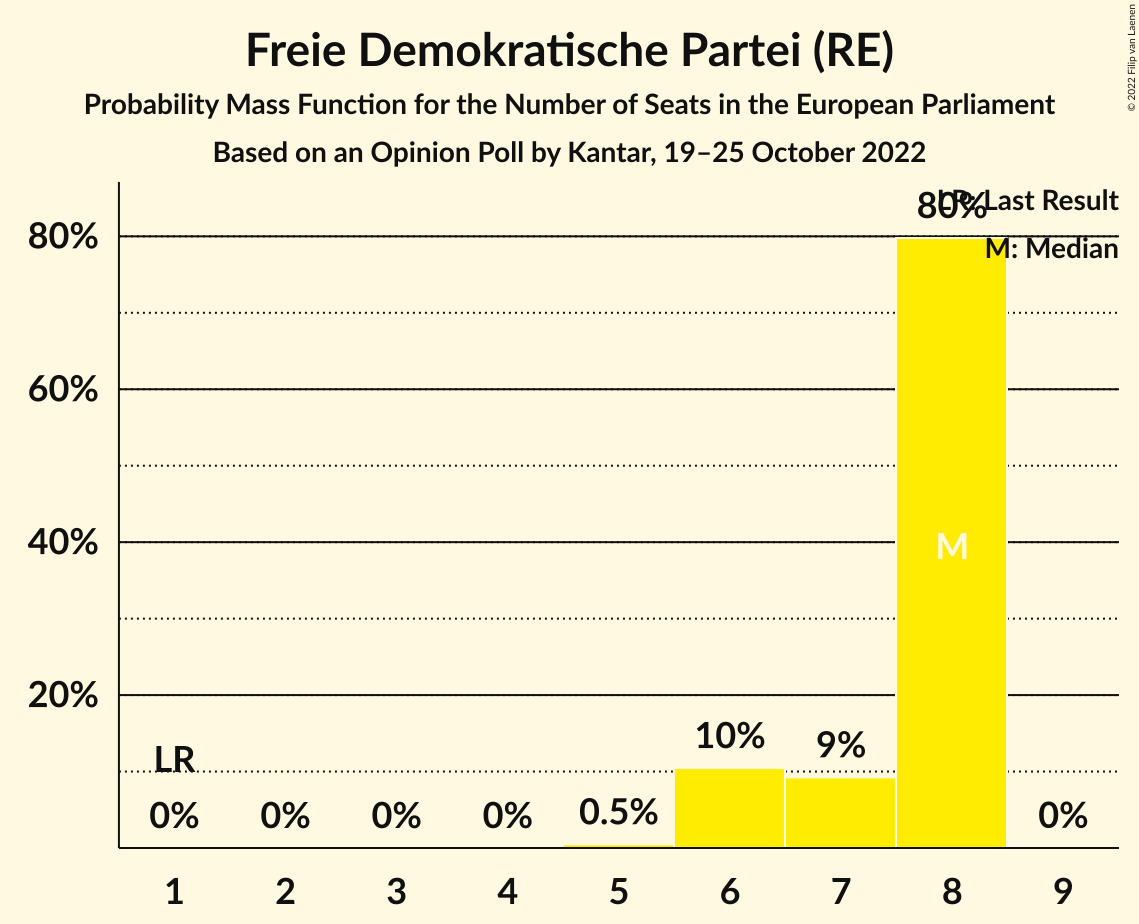 Freie Demokratische Partei (RE)
Probability Mass Function for the Number of Seats in the European Parliament
Based on an Opinion Poll by Kantar, 19–25 October 2022
© 2022 Filip van Laenen
LR: Last Result
M: Median
80%
80%
60%
40%
20%
M
LR
0%
0%
0%
0%
0.5%
10%
9%
0%
1 2 3 4 5 6 7 8 9